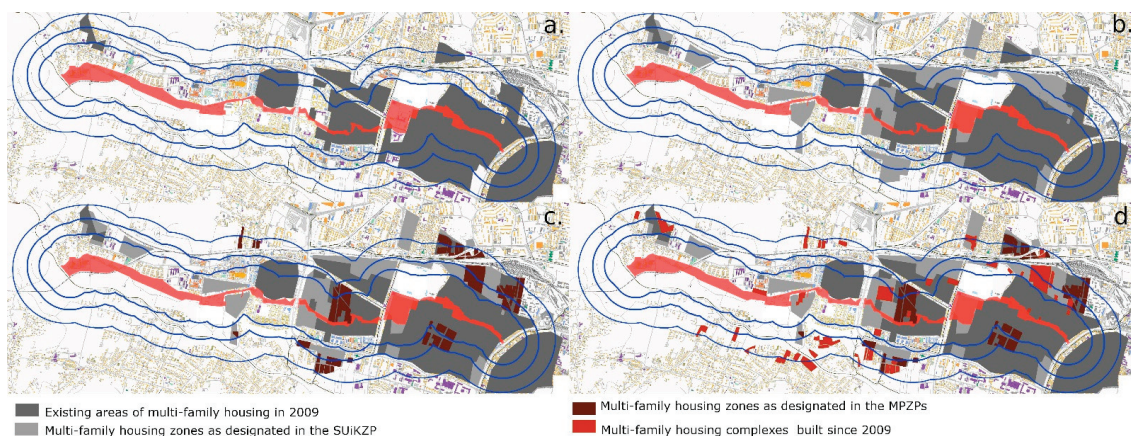 a.
b.
c.
d.
Existing areas of multi-family housing in 2009
Multi-family housing zones as designated in the SUiKZP
Multi-family housing zones as designated in the MPZPs
Multi-family housing complexes built since 2009